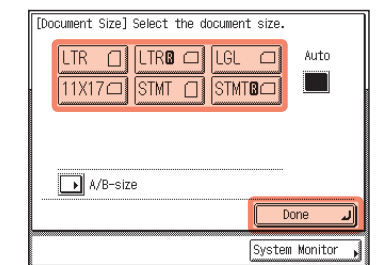 [Document Size] Select the document size.
LTR LTRR LGL Auto
11X17 STMT STMTR
A/B-size
Done
System Monitor